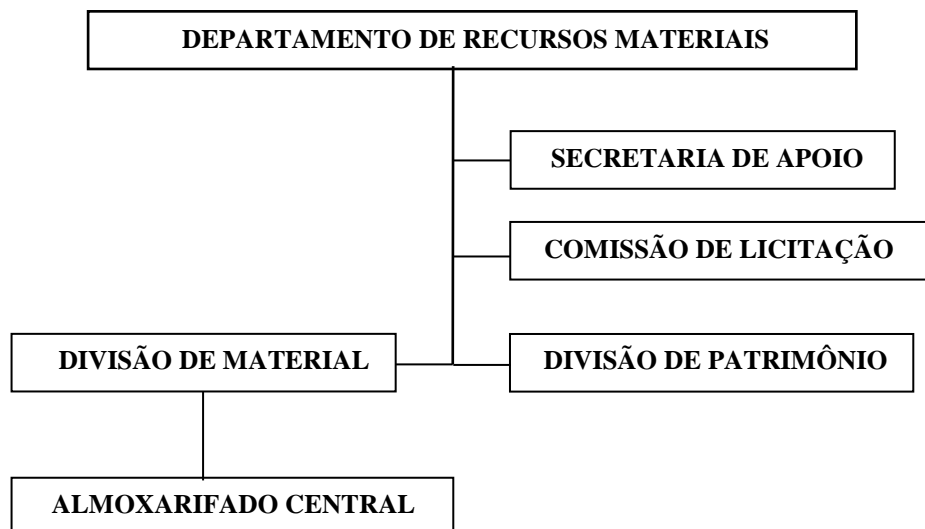 DEPARTAMENTO DE RECURSOS MATERIAIS
SECRETARIA DE APOIO
COMISSÃO DE LICITAÇÃO
DIVISÃO DE MATERIAL
DIVISÃO DE PATRIMÔNIO
ALMOXARIFADO CENTRAL